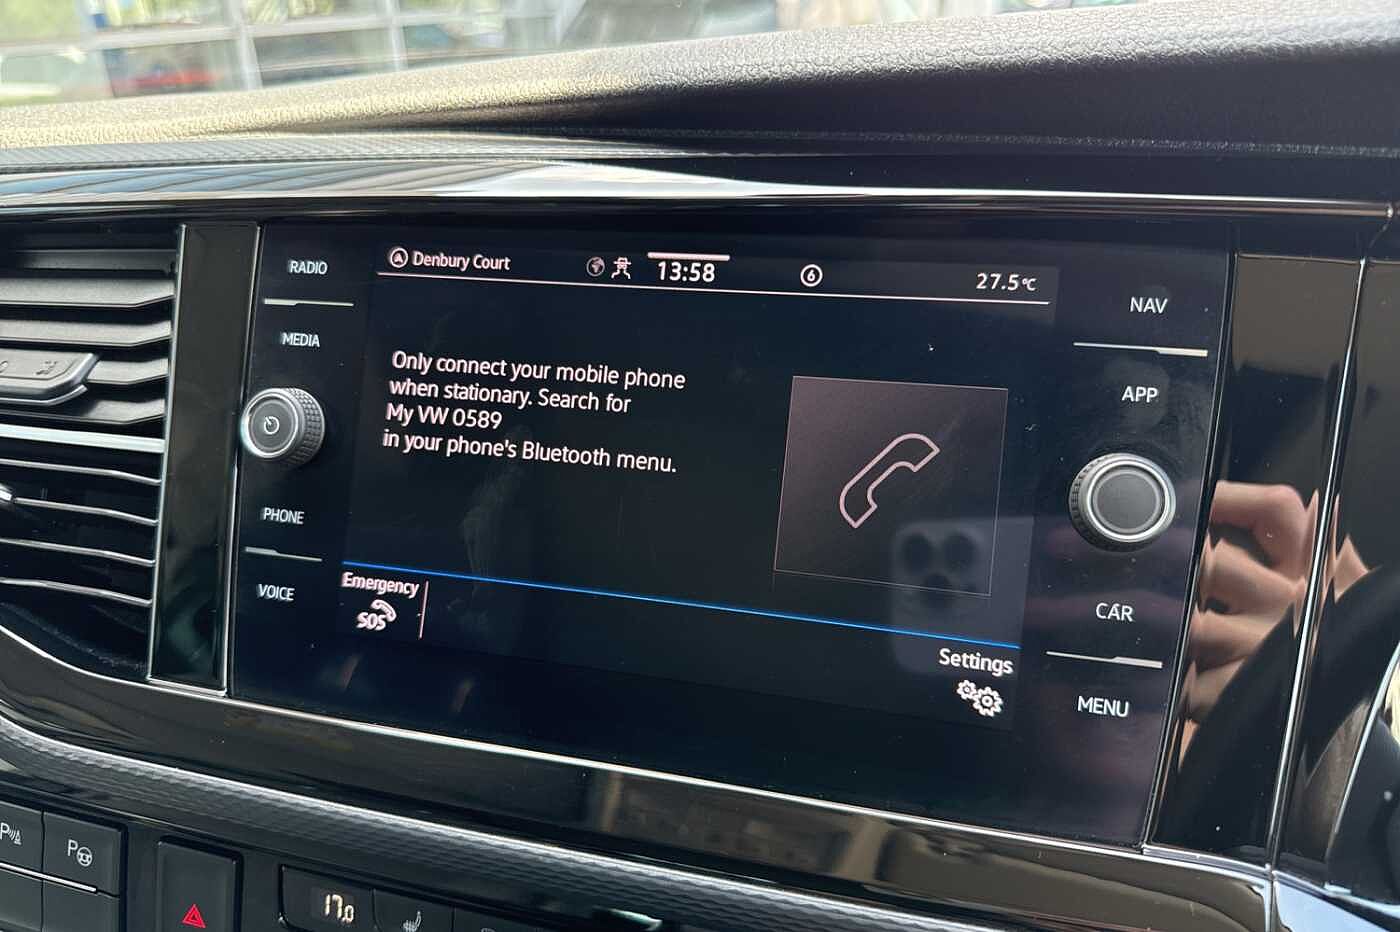 RADIO
MEDIA
PHONE
VOICE
Denbury Court
13:58
6
27.5°C
Only connect your mobile phone
when stationary. Search for
My VW 0589
in your phone's Bluetooth menu.
Emergency
SOS
Settings
NAV
APP
CAR
MENU
P
P
17.0